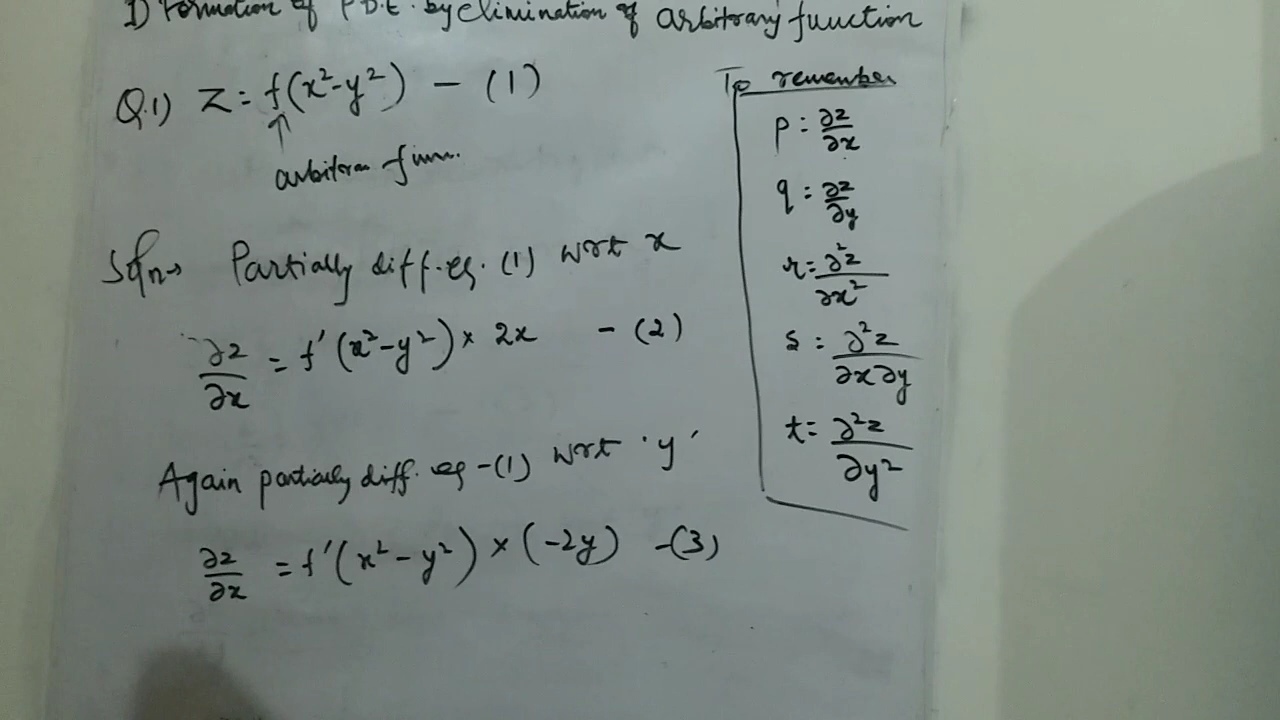 1) Formation of P.D.E. by elimination of arbitrary function
Q.1) Z = f(x²-y²) - (1)
↑
func.
Soln→ Partially diff. eq. (1) wrt x
∂z/∂x = f'(x²-y²) × 2x - (2)
Again partially diff. eq -(1) wrt 'y'
∂z/∂x = f'(x²-y²) × (-2y) -(3)
To remember
p = ∂z/∂x
q = ∂z/∂y
r = ∂²z/∂x²
s = ∂²z/∂x∂y
t = ∂²z/∂y²